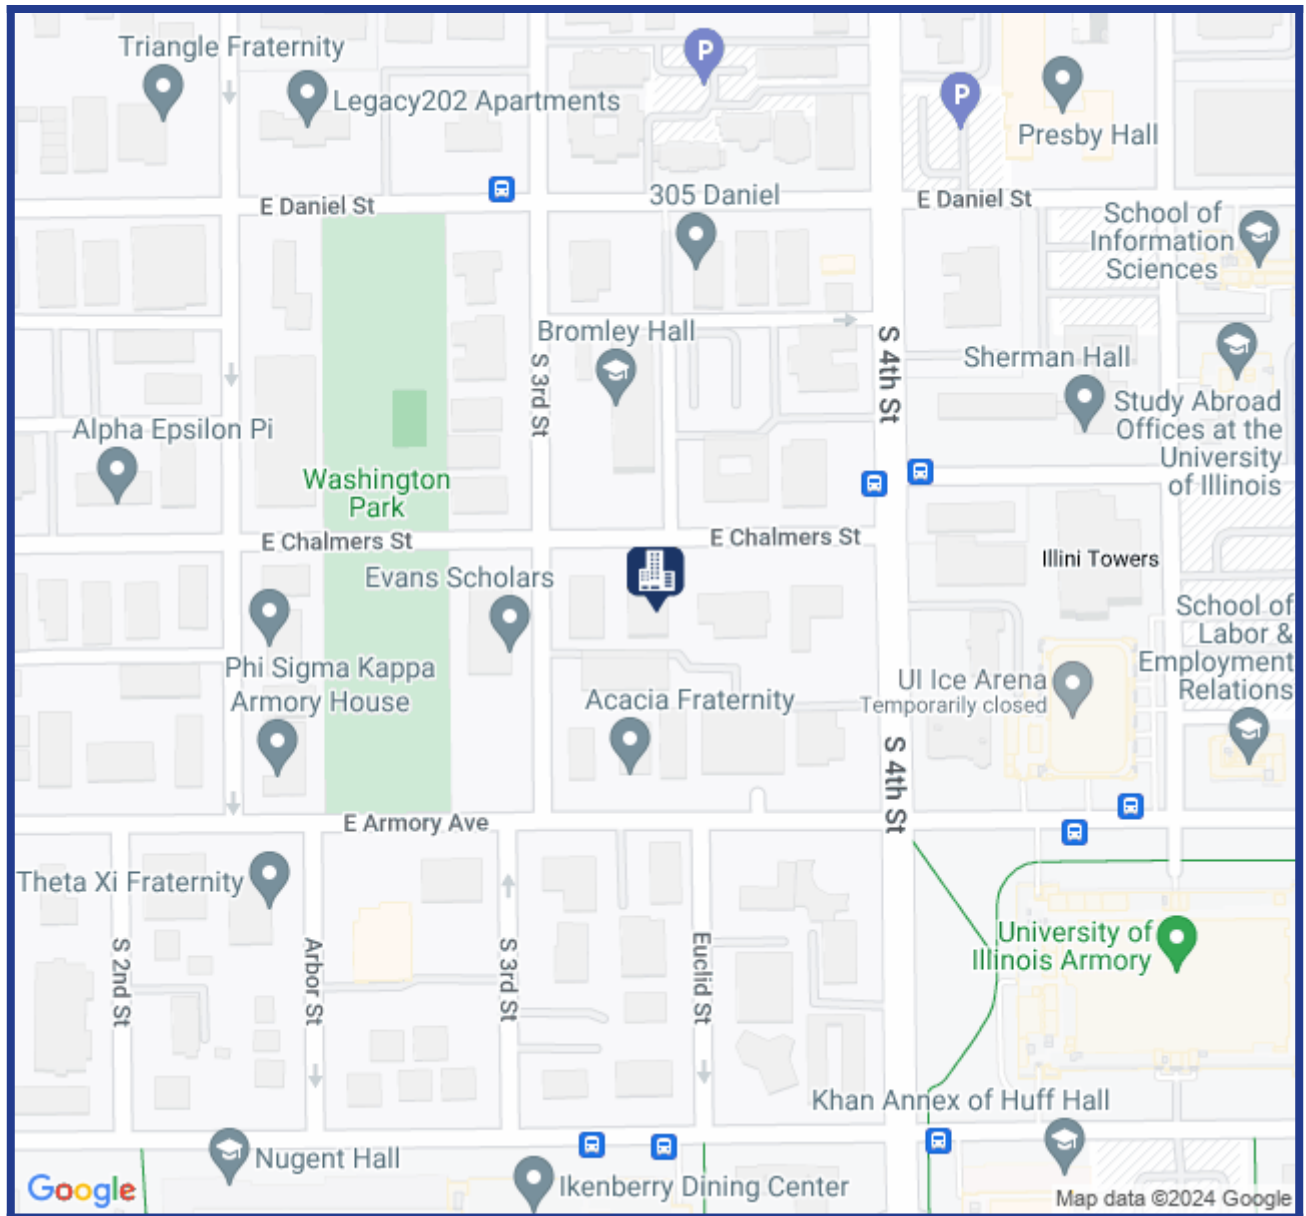 Triangle Fraternity
P
Legacy202 Apartments
P
Presby Hall
305 Daniel
E Daniel St
E Daniel St
School of
Information
Sciences
Bromley Hall
S 3rd St
S 4th St
Sherman Hall
Study Abroad
Offices at the
University
of Illinois
Alpha Epsilon Pi
Washington
Park
E Chalmers St
E Chalmers St
Illini Towers
Evans Scholars
School of
Labor &
Employment
Relations
Phi Sigma Kappa
Armory House
UI Ice Arena
Temporarily closed
Acacia Fraternity
S 4th St
E Armory Ave
Theta Xi Fraternity
S 2nd St
Arbor St
S 3rd St
Euclid St
University of
Illinois Armory
Khan Annex of Huff Hall
Nugent Hall
Ikenberry Dining Center
Google
Map data ©2024 Google